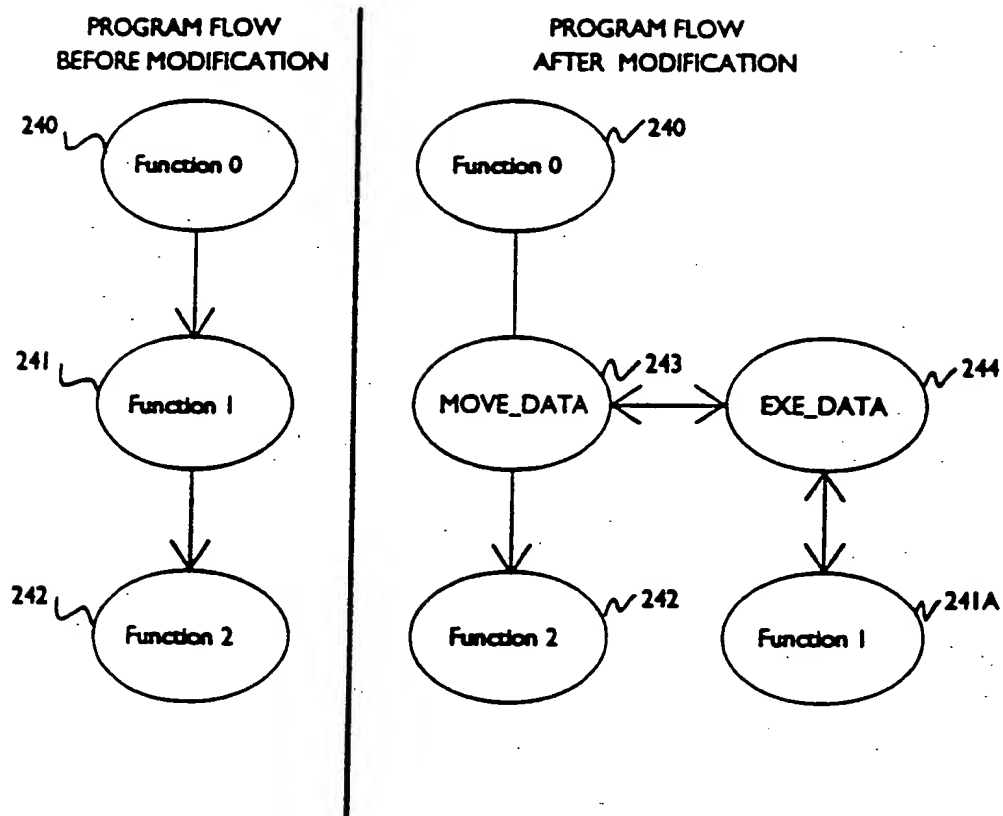 PROGRAM FLOW
BEFORE MODIFICATION
240
Function 0
241
Function 1
242
Function 2
PROGRAM FLOW
AFTER MODIFICATION
240
Function 0
243
MOVE_DATA
244
EXE_DATA
242
Function 2
241A
Function 1